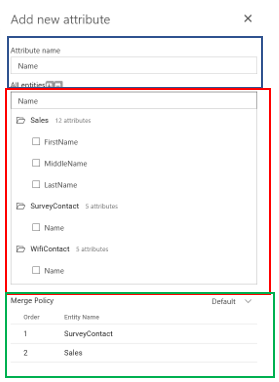 Add new attribute
Attribute name
Name
All entities
Name
Sales 12 attributes
FirstName
MiddleName
LastName
SurveyContact 5 attributes
Name
WifiContact 5 attributes
Name
Merge Policy Default
Order Entity Name
1 SurveyContact
2 Sales